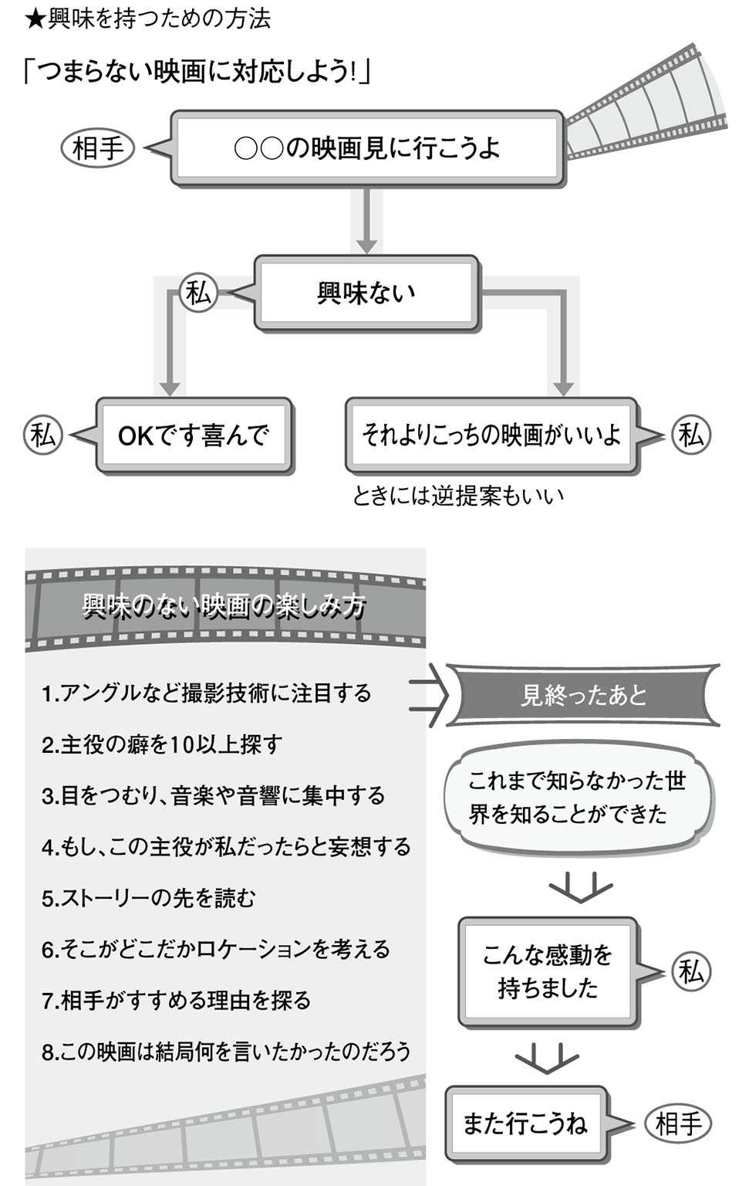 ★興味を持つための方法
「つまらない映画に対応しよう!」
相手
○○の映画見に行こうよ
私
興味ない
私
OKです喜んで
それよりこっちの映画がいいよ
私
ときには逆提案もいい
興味のない映画の楽しみ方
1.アングルなど撮影技術に注目する
2.主役の癖を10以上探す
3.目をつむり、音楽や音響に集中する
4.もし、この主役が私だったらと妄想する
5.ストーリーの先を読む
6.そこがどこだかロケーションを考える
7.相手がすすめる理由を探る
8.この映画は結局何を言いたかったのだろう
見終ったあと
これまで知らなかった世
界を知ることができた
こんな感動を
持ちました
私
また行こうね
相手